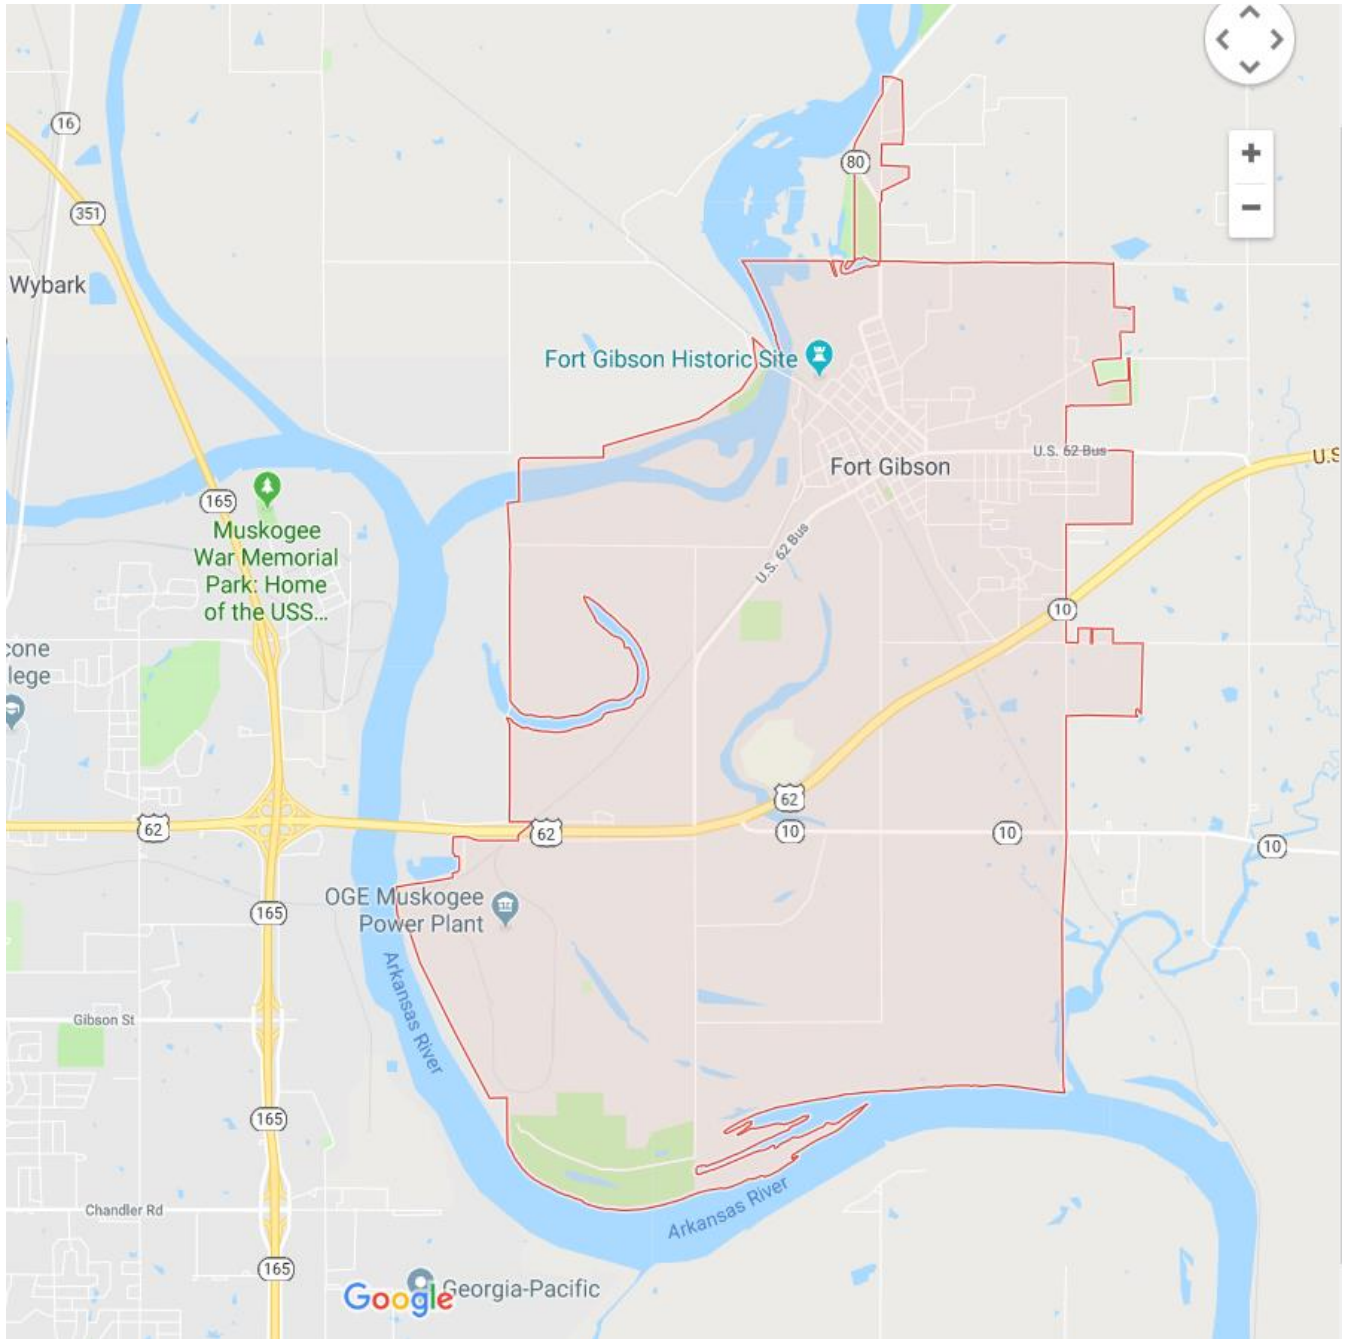 16
80
351
Wybark
Fort Gibson Historic Site
U.S. 62 Bus
Fort Gibson
165
Muskogee
War Memorial
Park: Home
of the USS...
U.S. 62 Bus
10
62
10
10
10
62
62
OGE Muskogee
Power Plant
165
Arkansas River
Gibson St
165
Chandler Rd
Arkansas River
165
Georgia-Pacific
Google